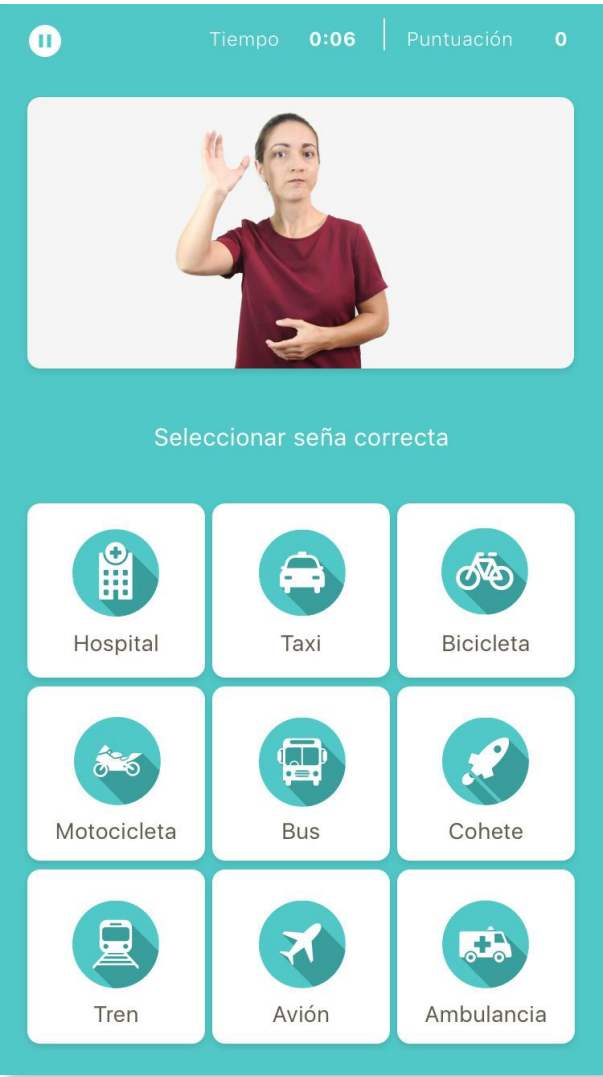 Tiempo 0:06 Puntuación 0
Seleccionar seña correcta
Hospital Taxi Bicicleta
Motocicleta Bus Cohete
Tren Avión Ambulancia